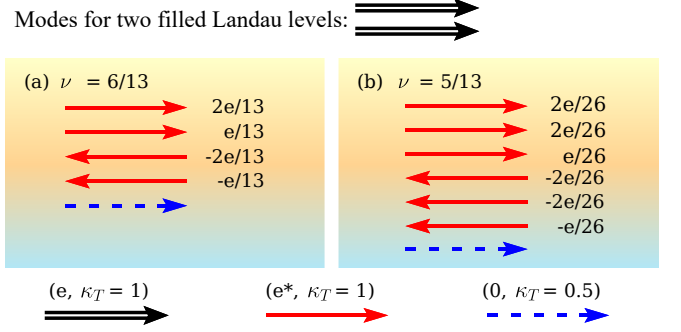 Modes for two filled Landau levels:
(a) ν = 6/13
2e/13
e/13
-2e/13
-e/13
(b) ν = 5/13
2e/26
2e/26
e/26
-2e/26
-2e/26
-e/26
(e, κ_T = 1)
(e*, κ_T = 1)
(0, κ_T = 0.5)